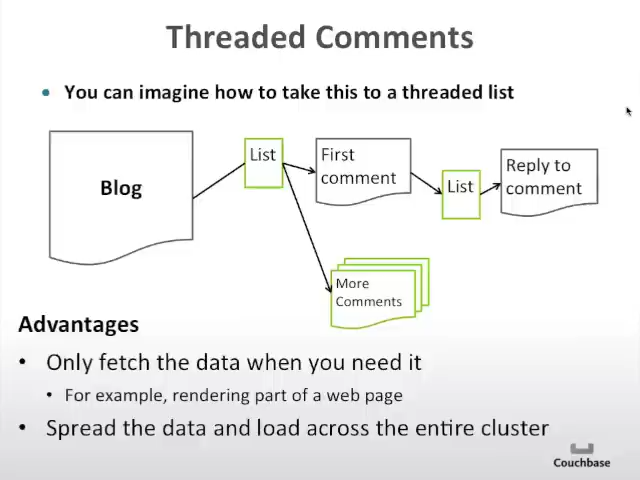 Threaded Comments
• You can imagine how to take this to a threaded list
Blog
List
First
comment
List
Reply to
comment
More
Comments
Advantages
• Only fetch the data when you need it
• For example, rendering part of a web page
• Spread the data and load across the entire cluster
Couchbase